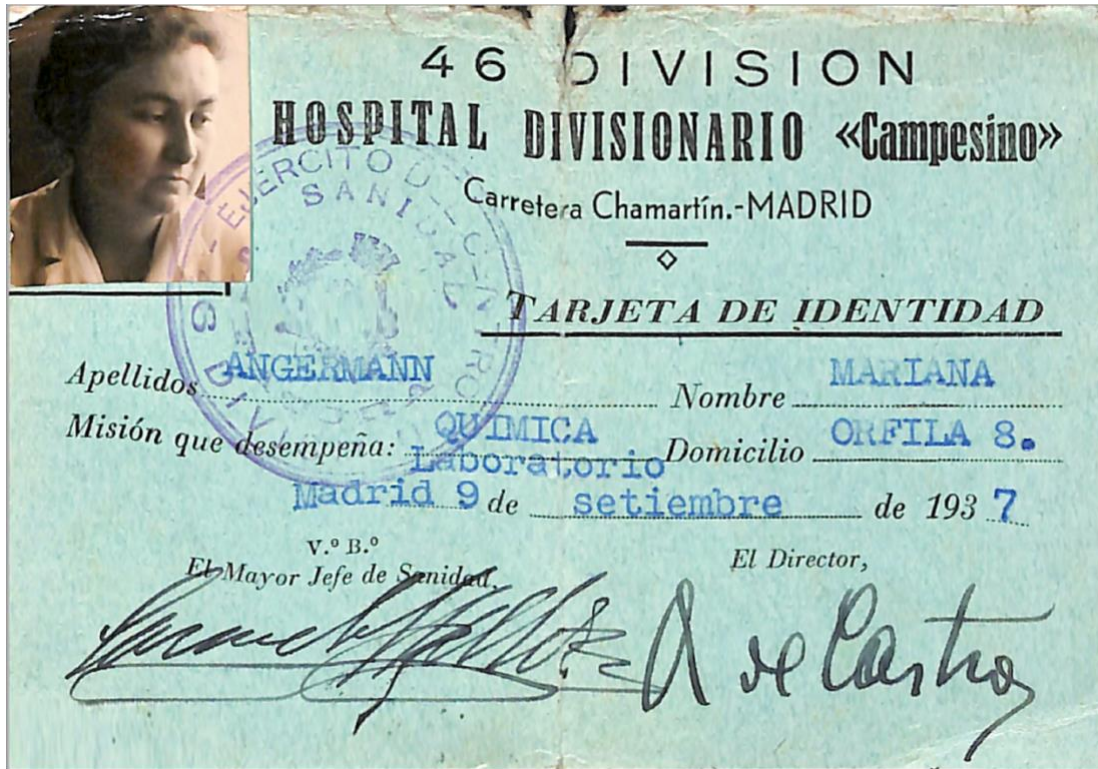 46 DIVISION
HOSPITAL DIVISIONARIO «Campesino»
Carretera Chamartín.-MADRID
TARJETA DE IDENTIDAD
Apellidos ANGERMANN Nombre MARIANA
Misión que desempeña: QUIMICA Domicilio ORFILA 8.
Laboratorio
Madrid 9 de setiembre de 1937
V.º B.º
El Mayor Jefe de Sanidad,
El Director,
R de Castro
EJERCITO D
SANIDAD